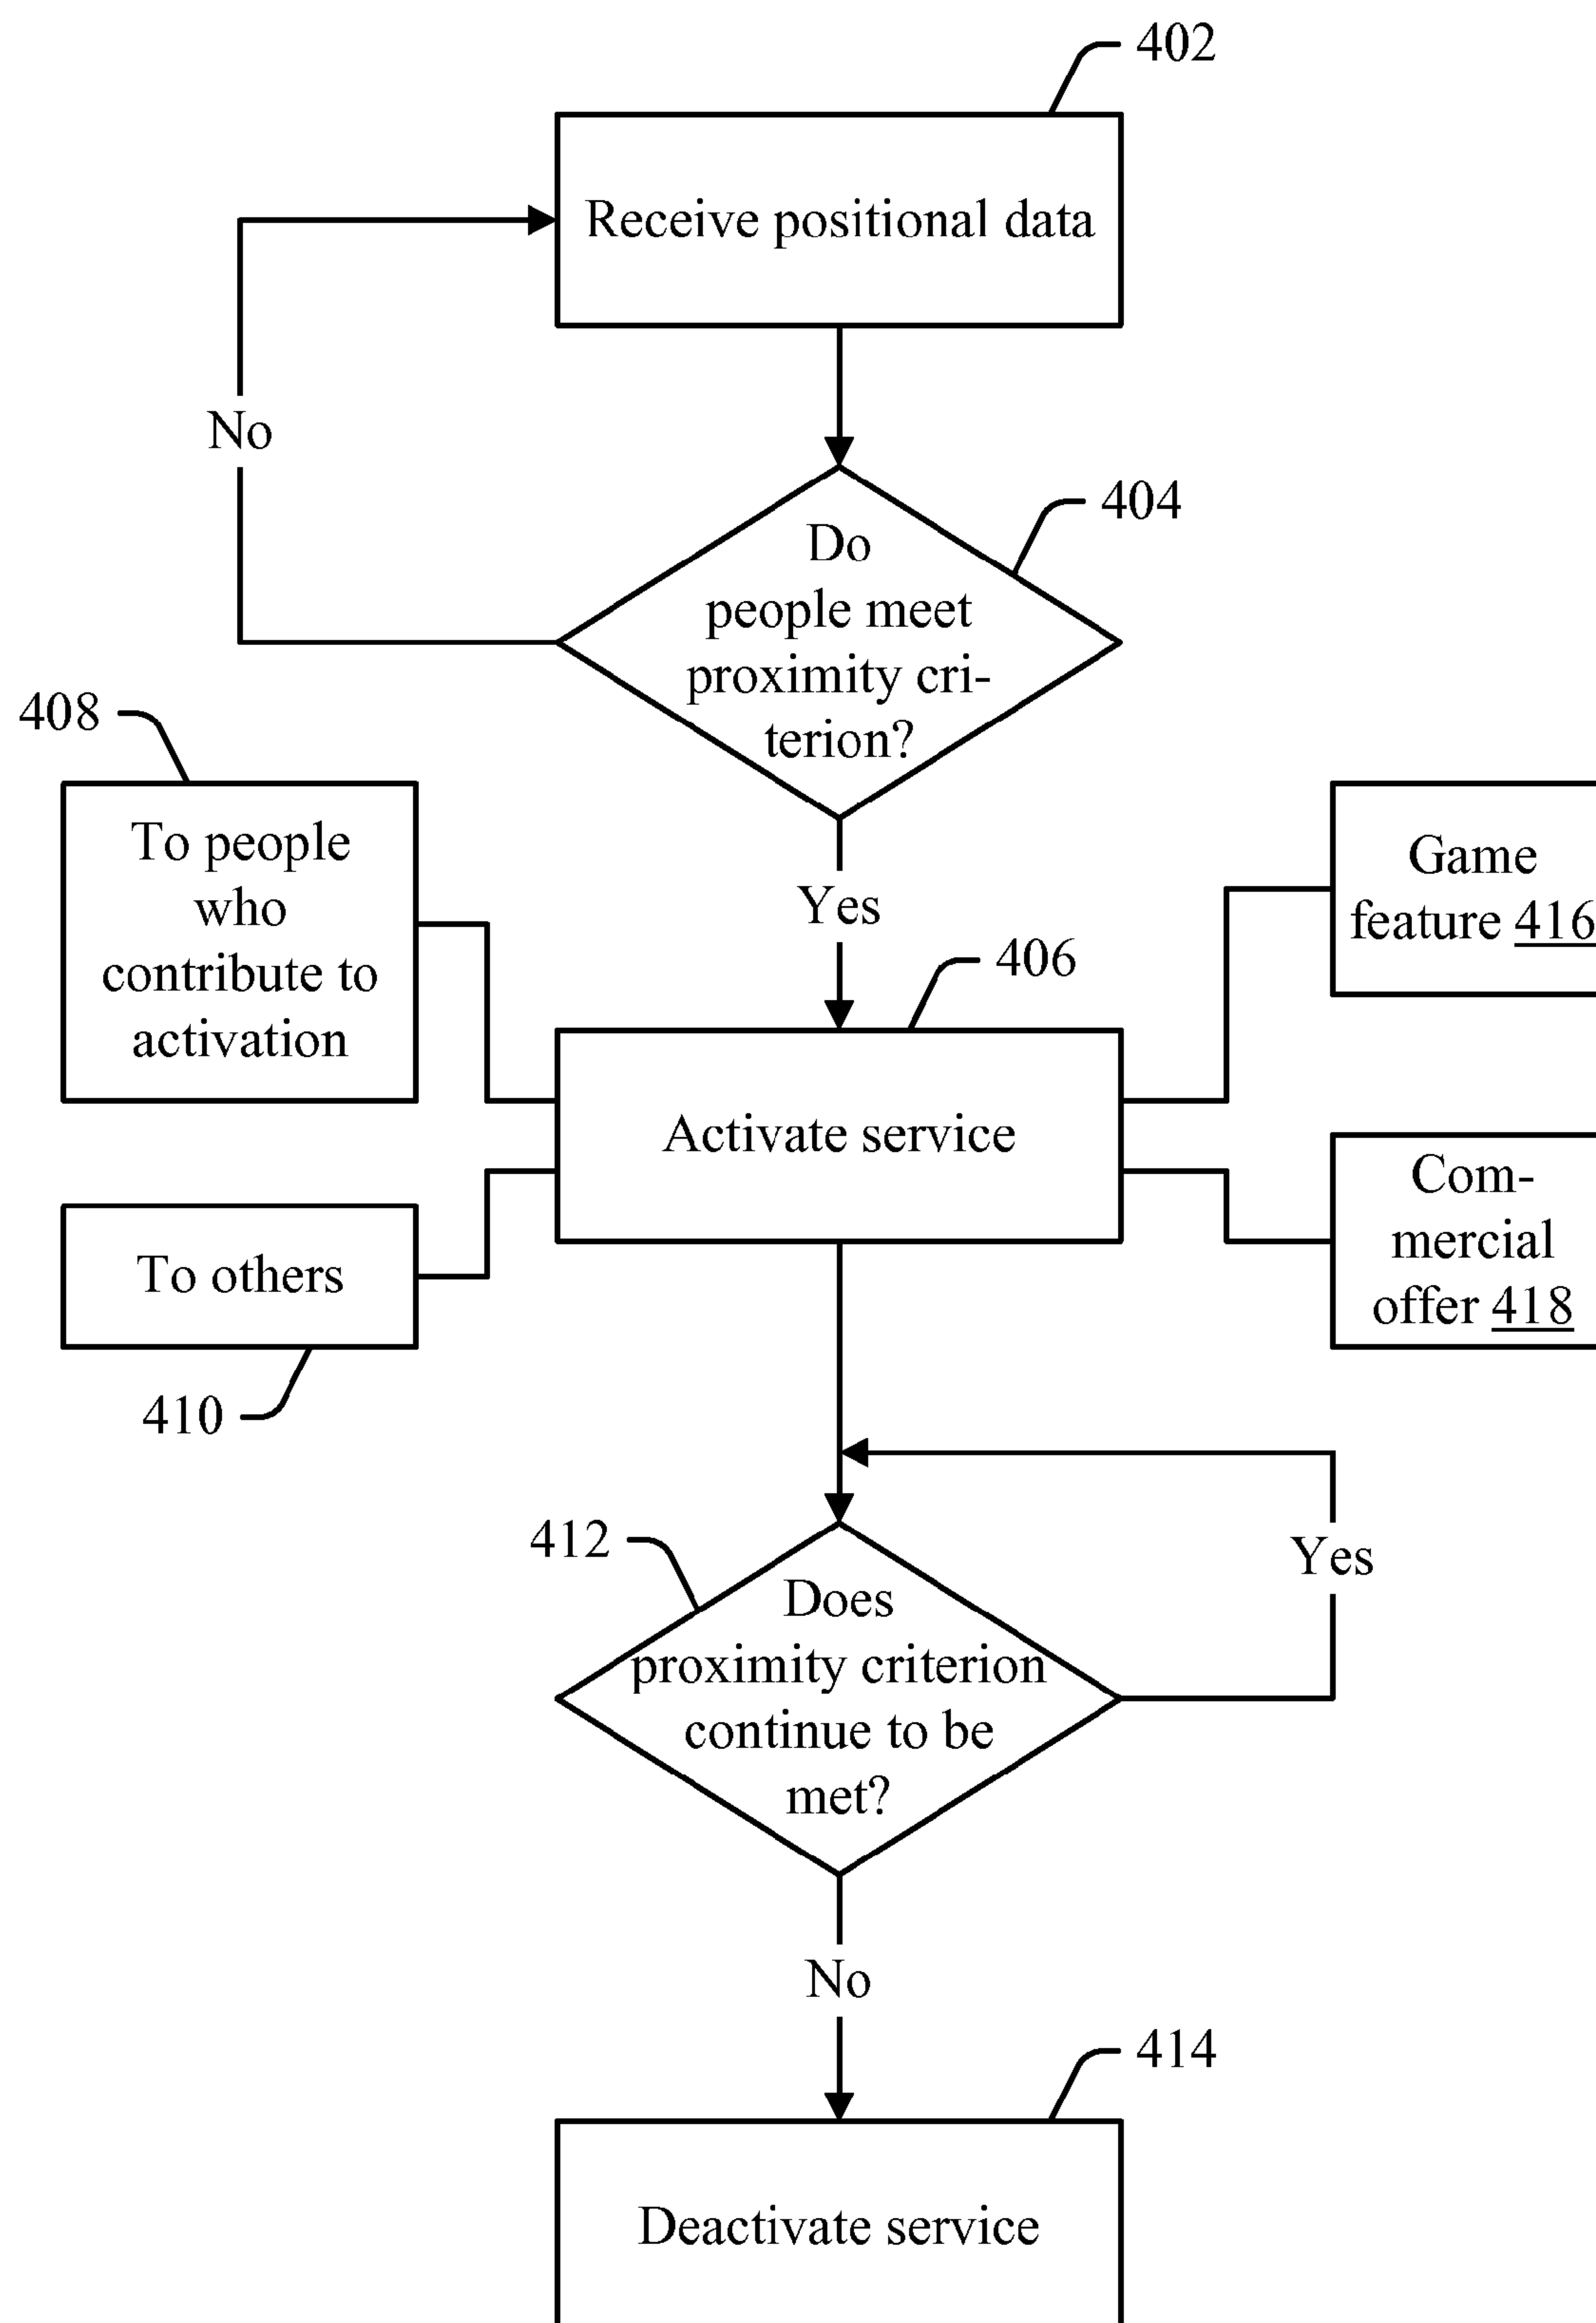 402
Receive positional data
No
404
Do
people meet
proximity cri-
terion?
408
To people
who
contribute to
activation
Yes
Game
feature 416
406
Activate service
Com-
mercial
offer 418
To others
410
412
Does
proximity criterion
continue to be
met?
Yes
No
414
Deactivate service